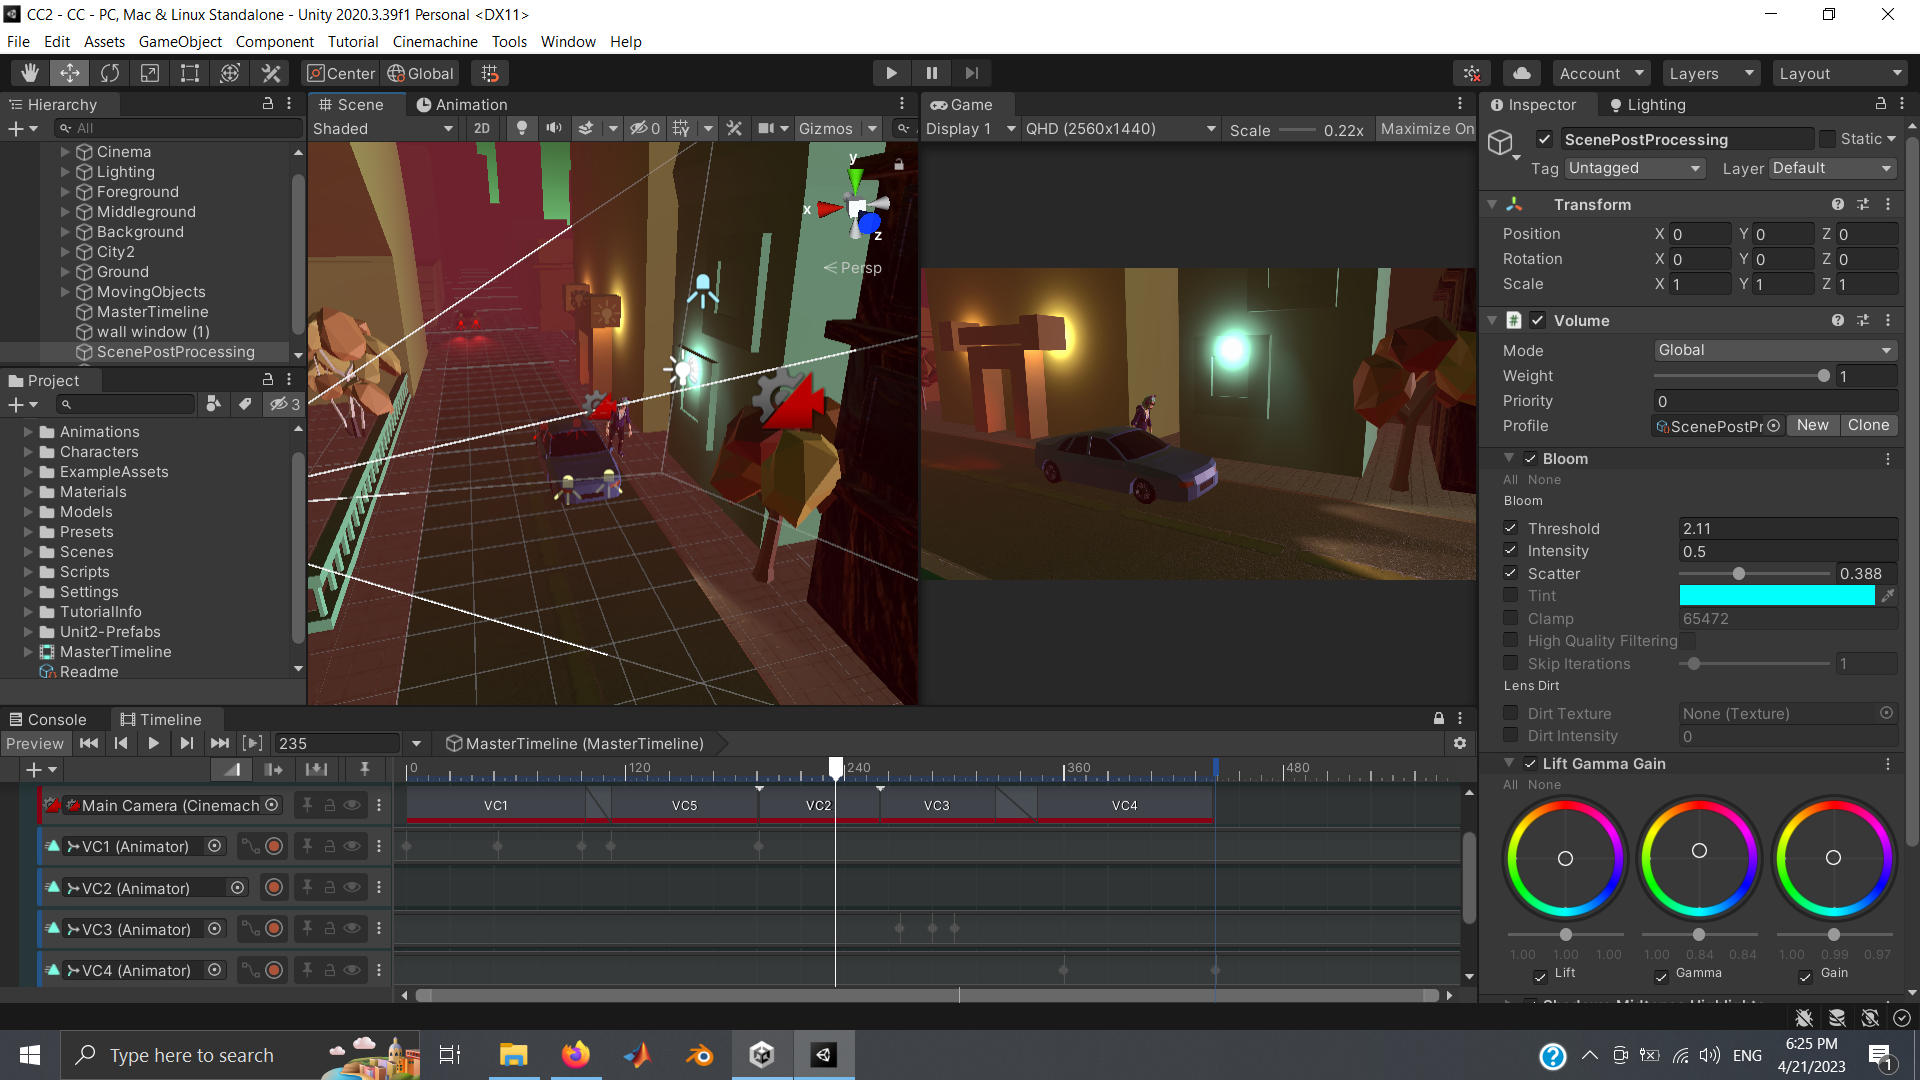 CC2 - CC - PC, Mac & Linux Standalone - Unity 2020.3.39f1 Personal <DX11>
File Edit Assets GameObject Component Tutorial Cinemachine Tools Window Help
Center Global Account Layers Layout
Hierarchy
All
Cinema
Lighting
Foreground
Middleground
Background
City2
Ground
MovingObjects
MasterTimeline
wall window (1)
ScenePostProcessing
Project
3
Animations
Characters
ExampleAssets
Materials
Models
Presets
Scenes
Scripts
Settings
TutorialInfo
Unit2-Prefabs
MasterTimeline
Readme
Scene Animation
Shaded 2D 0 Gizmos
y
x
z
Persp
Game
Display 1 QHD (2560x1440) Scale 0.22x Maximize On
Inspector Lighting
ScenePostProcessing Static
Tag Untagged Layer Default
Transform
Position X 0 Y 0 Z 0
Rotation X 0 Y 0 Z 0
Scale X 1 Y 1 Z 1
# Volume
Mode Global
Weight 1
Priority 0
Profile ScenePostPr New Clone
Bloom
All None
Bloom
Threshold 2.11
Intensity 0.5
Scatter 0.388
Tint
Clamp 65472
High Quality Filtering
Skip Iterations 1
Lens Dirt
Dirt Texture None (Texture)
Dirt Intensity 0
Lift Gamma Gain
All None
1.00 1.00 1.00 1.00 0.84 0.84 1.00 0.99 0.97
Lift Gamma Gain
Console Timeline
Preview 235 MasterTimeline (MasterTimeline)
0 120 240 360 480
Main Camera (Cinemach VC1 VC5 VC2 VC3 VC4
VC1 (Animator)
VC2 (Animator)
VC3 (Animator)
VC4 (Animator)
Type here to search
ENG
6:25 PM
4/21/2023
1